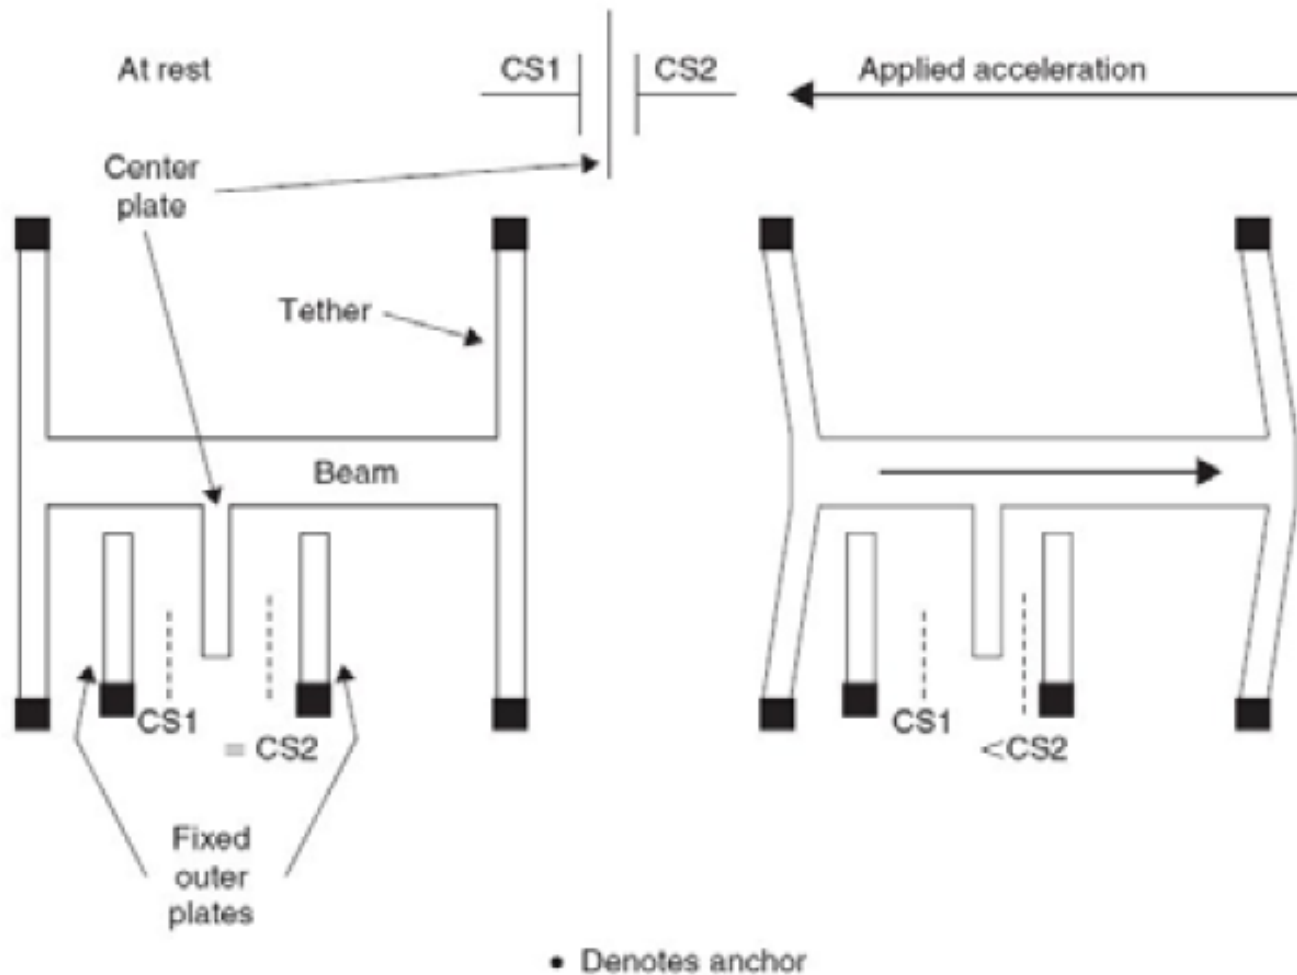 At rest
CS1
CS2
Applied acceleration
Center
plate
Tether
Beam
CS1
= CS2
CS1
<CS2
Fixed
outer
plates
• Denotes anchor